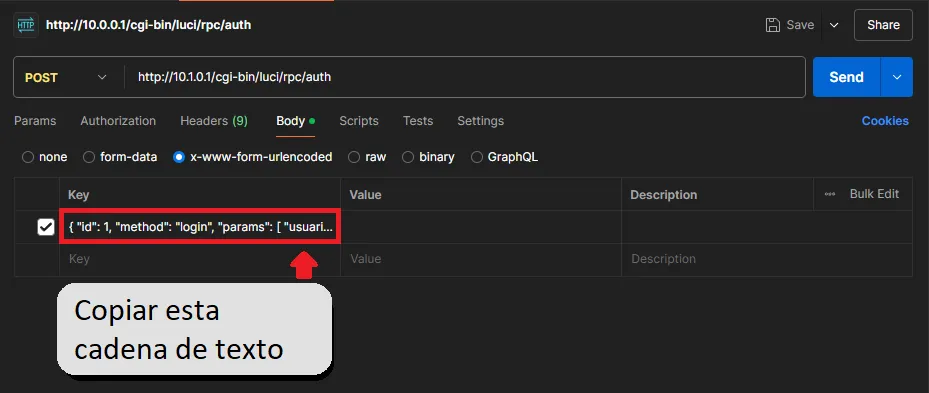 HTTP http://10.0.0.1/cgi-bin/luci/rpc/auth Save Share
POST http://10.1.0.1/cgi-bin/luci/rpc/auth Send
Params Authorization Headers (9) Body Scripts Tests Settings Cookies
none form-data x-www-form-urlencoded raw binary GraphQL
Key Value Description ··· Bulk Edit
{ "id": 1, "method": "login", "params": [ "usuari...
Key Value Description
Copiar esta
cadena de texto